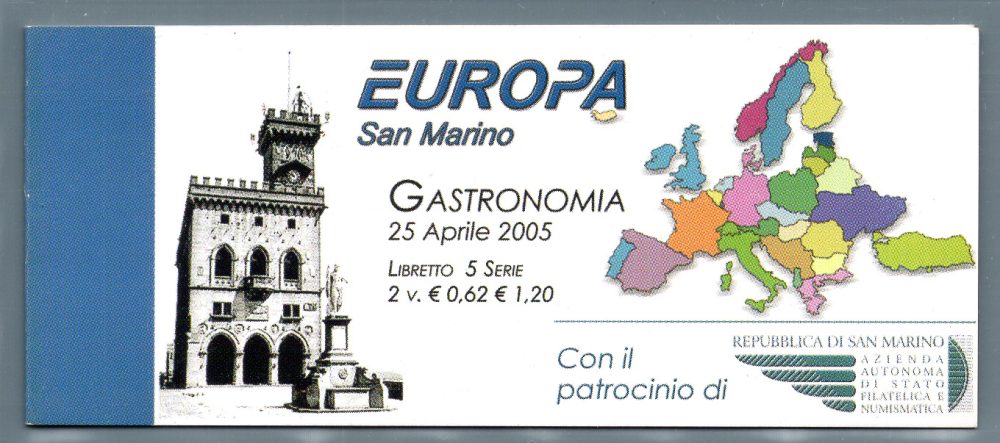 EUROPA
San Marino
GASTRONOMIA
25 Aprile 2005
LIBRETTO 5 SERIE
2 v. € 0,62 € 1,20
Con il
patrocinio di
REPUBBLICA DI SAN MARINO
AZIENDA
AUTONOMA
DI STATO
FILATELICA E
NUMISMATICA